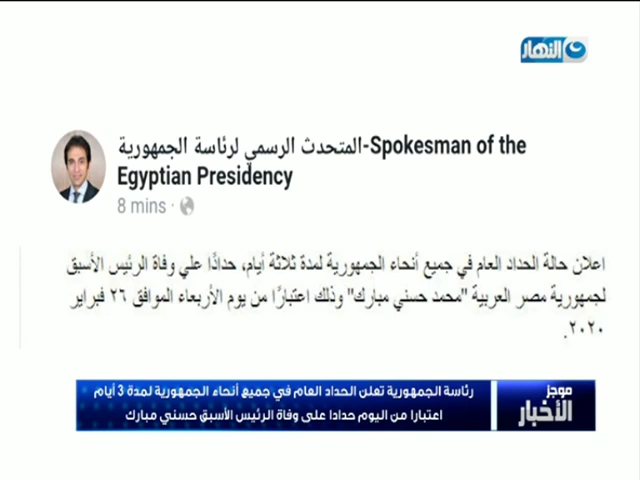 النهار
المتحدث الرسمي لرئاسة الجمهورية-Spokesman of the
Egyptian Presidency
8 mins ·
اعلان حالة الحداد العام في جميع أنحاء الجمهورية لمدة ثلاثة أيام، حدادًا علي وفاة الرئيس الأسبق
لجمهورية مصر العربية "محمد حسني مبارك" وذلك اعتبارًا من يوم الأربعاء الموافق ٢٦ فبراير
٢٠٢٠.
موجز
الأخبار
رئاسة الجمهورية تعلن الحداد العام في جميع أنحاء الجمهورية لمدة 3 أيام
اعتبارا من اليوم حدادا على وفاة الرئيس الأسبق حسني مبارك